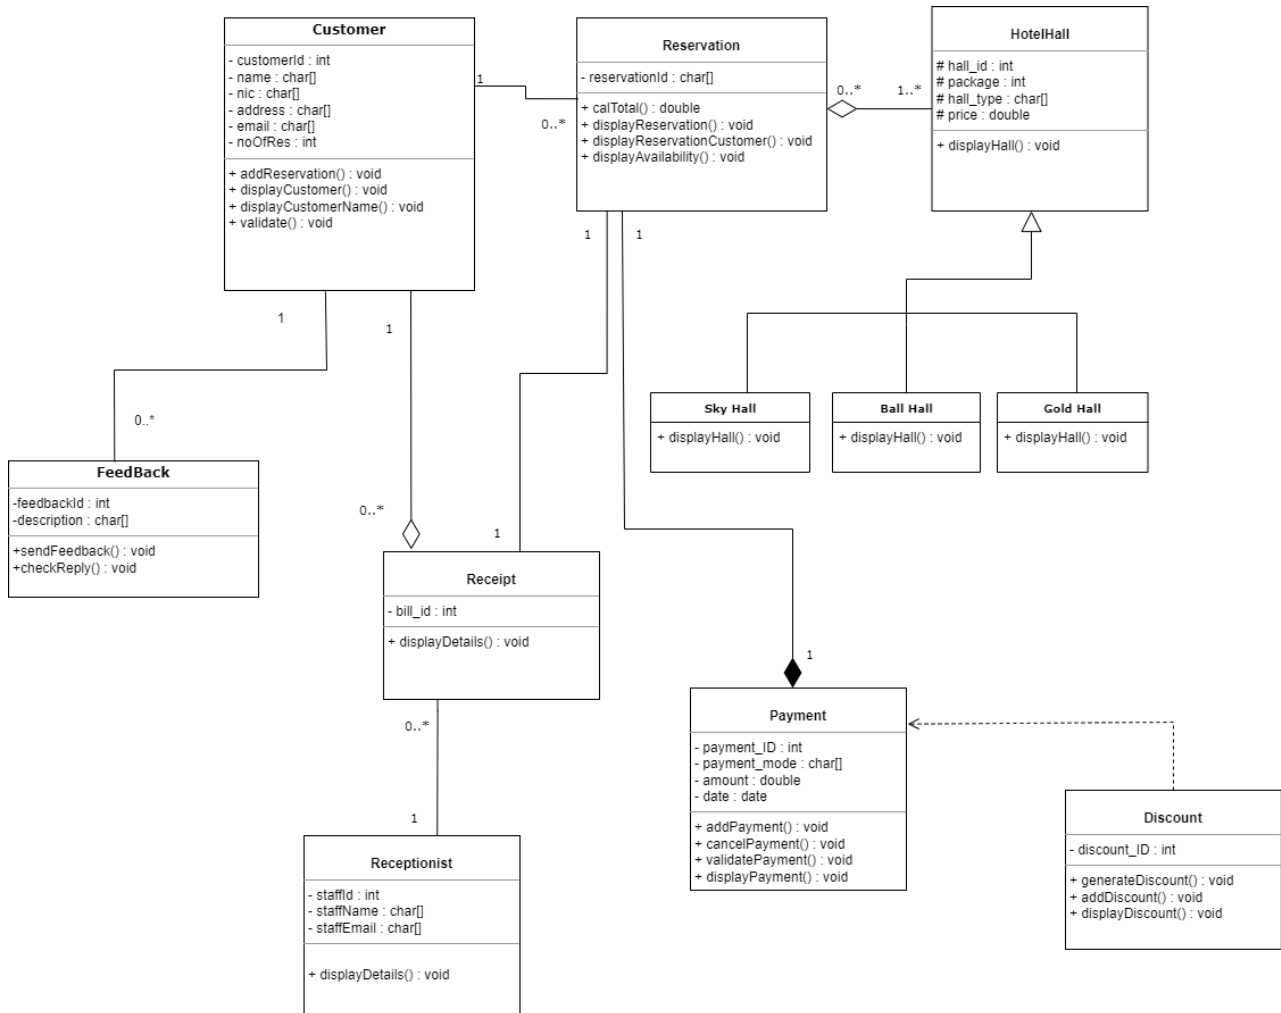 Customer
- customerId : int
- name : char[]
- nic : char[]
- address : char[]
- email : char[]
- noOfRes : int
+ addReservation() : void
+ displayCustomer() : void
+ displayCustomerName() : void
+ validate() : void
1
0..*
Reservation
- reservationId : char[]
+ calTotal() : double
+ displayReservation() : void
+ displayReservationCustomer() : void
+ displayAvailability() : void
0..*
1..*
HotelHall
# hall_id : int
# package : int
# hall_type : char[]
# price : double
+ displayHall() : void
1
1
1
1
0..*
0..*
1
1
Sky Hall
+ displayHall() : void
Ball Hall
+ displayHall() : void
Gold Hall
+ displayHall() : void
FeedBack
-feedbackId : int
-description : char[]
+sendFeedback() : void
+checkReply() : void
Receipt
- bill_id : int
+ displayDetails() : void
0..*
1
Payment
- payment_ID : int
- payment_mode : char[]
- amount : double
- date : date
+ addPayment() : void
+ cancelPayment() : void
+ validatePayment() : void
+ displayPayment() : void
Discount
- discount_ID : int
+ generateDiscount() : void
+ addDiscount() : void
+ displayDiscount() : void
Receptionist
- staffId : int
- staffName : char[]
- staffEmail : char[]
+ displayDetails() : void